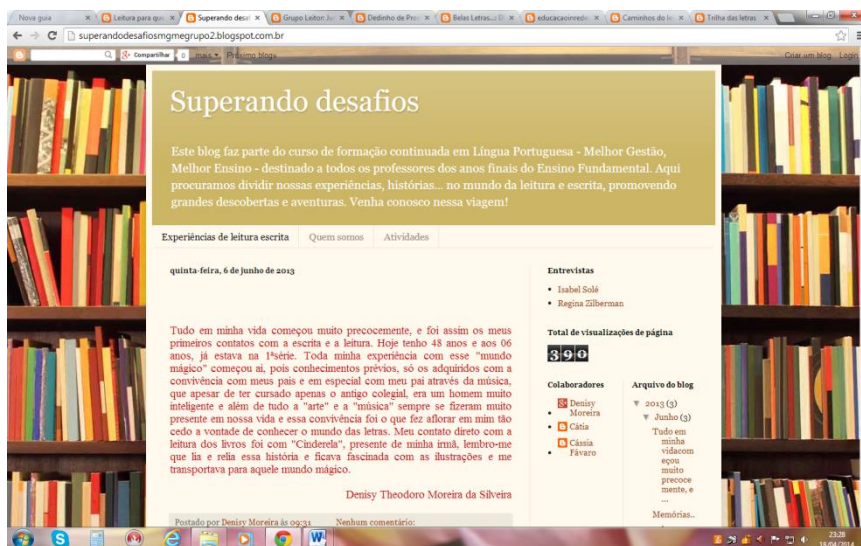 Nova guia
Leitura para que
Superando desaf
Grupo Leitor: Ju
Dedinho de Pro
Belas Letras...: D
educacaoinrede
Caminhos do le
Trilha das letras
superandodesafiosmgmegrupo2.blogspot.com.br
Compartilhar 0 mais Próximo blog»
Criar um blog Login
Superando desafios
Este blog faz parte do curso de formação continuada em Língua Portuguesa - Melhor Gestão,
Melhor Ensino - destinado a todos os professores dos anos finais do Ensino Fundamental. Aqui
procuramos dividir nossas experiências, histórias... no mundo da leitura e escrita, promovendo
grandes descobertas e aventuras. Venha conosco nessa viagem!
Experiências de leitura escrita Quem somos Atividades
quinta-feira, 6 de junho de 2013
Tudo em minha vida começou muito precocemente, e foi assim os meus
primeiros contatos com a escrita e a leitura. Hoje tenho 48 anos e aos 06
anos, já estava na 1ªsérie. Toda minha experiência com esse "mundo
mágico" começou ai, pois conhecimentos prévios, só os adquiridos com a
convivência com meus pais e em especial com meu pai através da música,
que apesar de ter cursado apenas o antigo colegial, era um homem muito
inteligente e além de tudo a "arte" e a "música" sempre se fizeram muito
presente em nossa vida e essa convivência foi o que fez aflorar em mim tão
cedo a vontade de conhecer o mundo das letras. Meu contato direto com a
leitura dos livros foi com "Cinderela", presente de minha irmã, lembro-me
que lia e relia essa história e ficava fascinada com as ilustrações e me
transportava para aquele mundo mágico.
Denisy Theodoro Moreira da Silveira
Postado por Denisy Moreira às 09:31 Nenhum comentário:
Entrevistas
Isabel Solé
Regina Zilberman
Total de visualizações de página
390
Colaboradores
Denisy
Moreira
Cátia
Cássia
Fávaro
Arquivo do blog
▼ 2013 (3)
▼ Junho (3)
Tudo em
minha
vidacom
eçou
muito
precoce
mente, e
...
Memórias..
23:28
18/04/2014